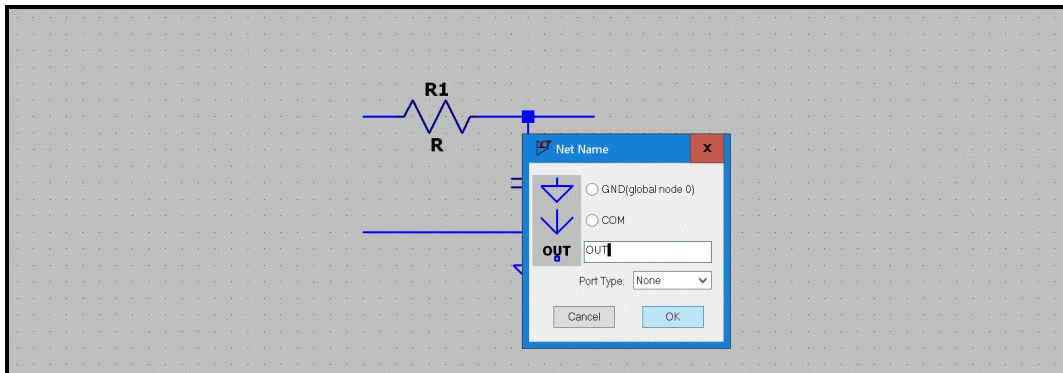 R1
R
Net Name
x
GND(global node 0)
COM
OUT
OUT
Port Type: None
Cancel OK